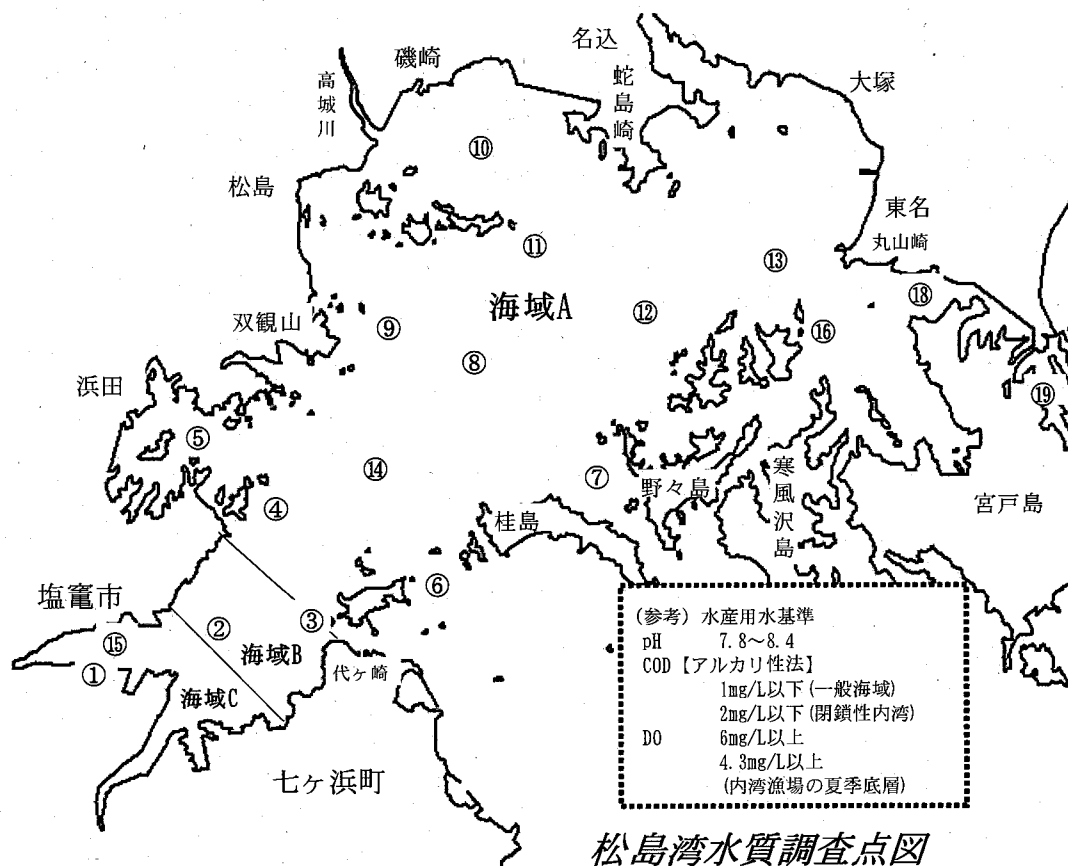 名込
磯崎
蛇島崎
大塚
高城川
⑩
松島
東名
丸山崎
⑪
⑬
⑱
海域A
⑫
双観山
⑨
⑯
⑧
浜田
⑲
⑤
⑭
⑦
野々島
寒風沢島
宮戸島
④
桂島
⑥
塩竈市
③
②
⑮
海域B
①
代ヶ崎
海域C
七ヶ浜町
(参考) 水産用水基準
pH 7.8～8.4
COD【アルカリ性法】
1mg/L以下(一般海域)
2mg/L以下(閉鎖性内湾)
DO 6mg/L以上
4.3mg/L以上
(内湾漁場の夏季底層)
松島湾水質調査点図